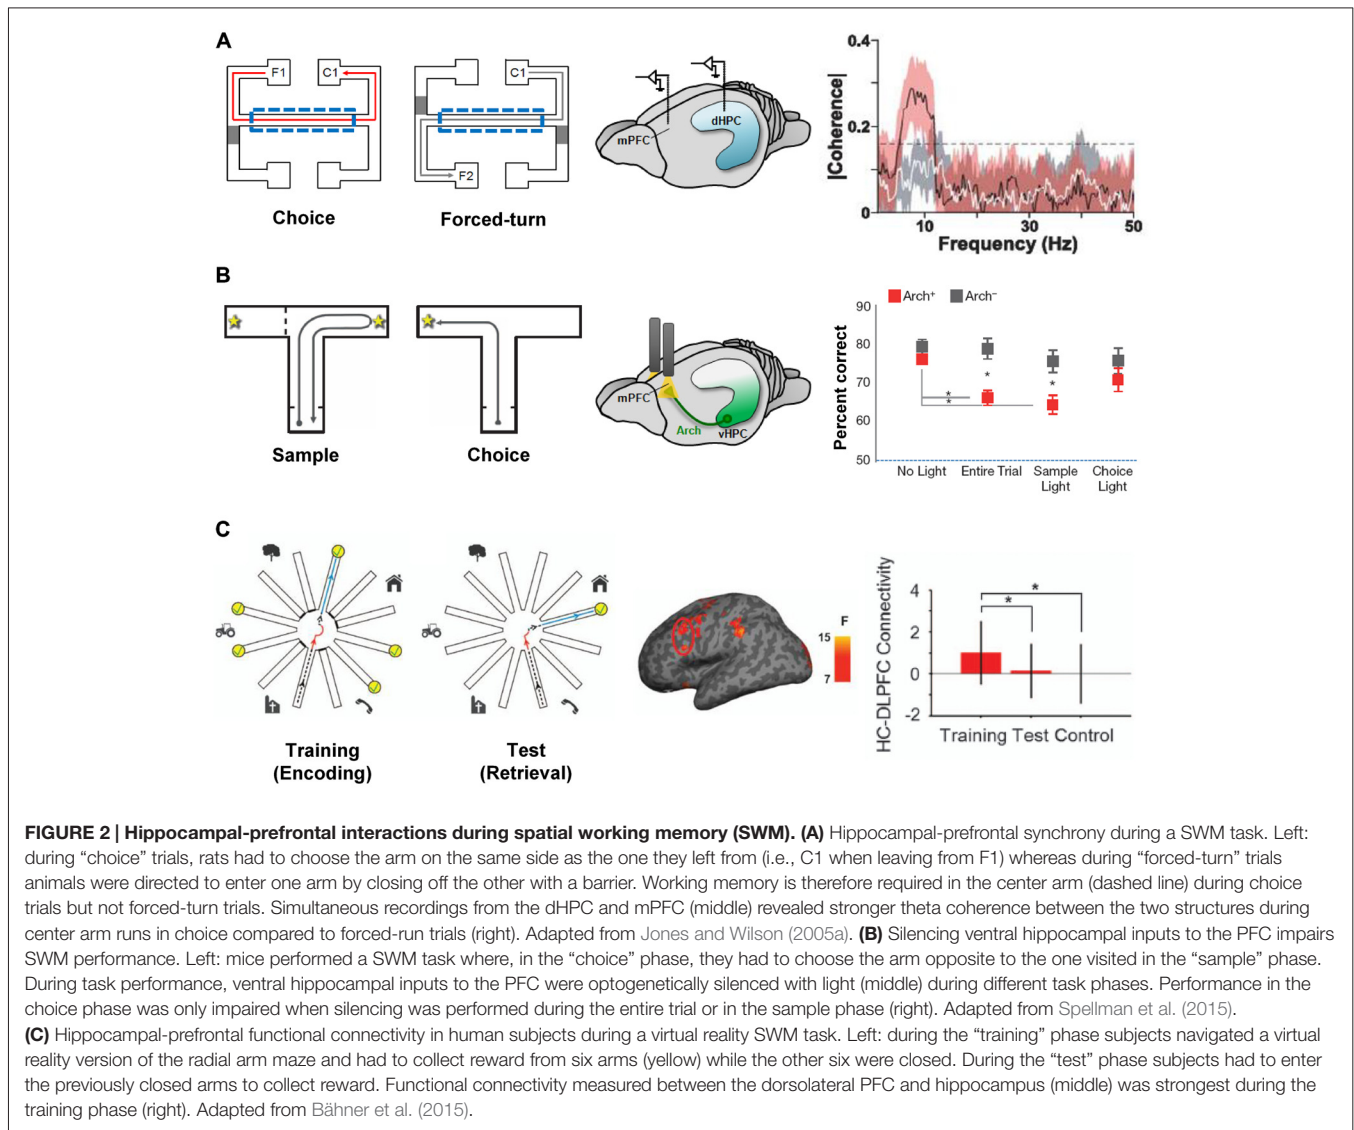 A
F1
C1
Choice
C1
F2
Forced-turn
mPFC
dHPC
|Coherence|
0.4
0.2
0
10
30
50
Frequency (Hz)
B
Sample
Choice
mPFC
Arch
vHPC
Arch⁺
Arch⁻
Percent correct
90
80
70
60
50
*
*
*
*
No Light
Entire Trial
Sample
Light
Choice
Light
C
Training
(Encoding)
Test
(Retrieval)
F
15
7
HC-DLPFC Connectivity
4
2
0
-2
*
*
Training Test Control
FIGURE 2 | Hippocampal-prefrontal interactions during spatial working memory (SWM). (A) Hippocampal-prefrontal synchrony during a SWM task. Left:
during “choice” trials, rats had to choose the arm on the same side as the one they left from (i.e., C1 when leaving from F1) whereas during “forced-turn” trials
animals were directed to enter one arm by closing off the other with a barrier. Working memory is therefore required in the center arm (dashed line) during choice
trials but not forced-turn trials. Simultaneous recordings from the dHPC and mPFC (middle) revealed stronger theta coherence between the two structures during
center arm runs in choice compared to forced-run trials (right). Adapted from Jones and Wilson (2005a). (B) Silencing ventral hippocampal inputs to the PFC impairs
SWM performance. Left: mice performed a SWM task where, in the “choice” phase, they had to choose the arm opposite to the one visited in the “sample” phase.
During task performance, ventral hippocampal inputs to the PFC were optogenetically silenced with light (middle) during different task phases. Performance in the
choice phase was only impaired when silencing was performed during the entire trial or in the sample phase (right). Adapted from Spellman et al. (2015).
(C) Hippocampal-prefrontal functional connectivity in human subjects during a virtual reality SWM task. Left: during the “training” phase subjects navigated a virtual
reality version of the radial arm maze and had to collect reward from six arms (yellow) while the other six were closed. During the “test” phase subjects had to enter
the previously closed arms to collect reward. Functional connectivity measured between the dorsolateral PFC and hippocampus (middle) was strongest during the
training phase (right). Adapted from Bähner et al. (2015).